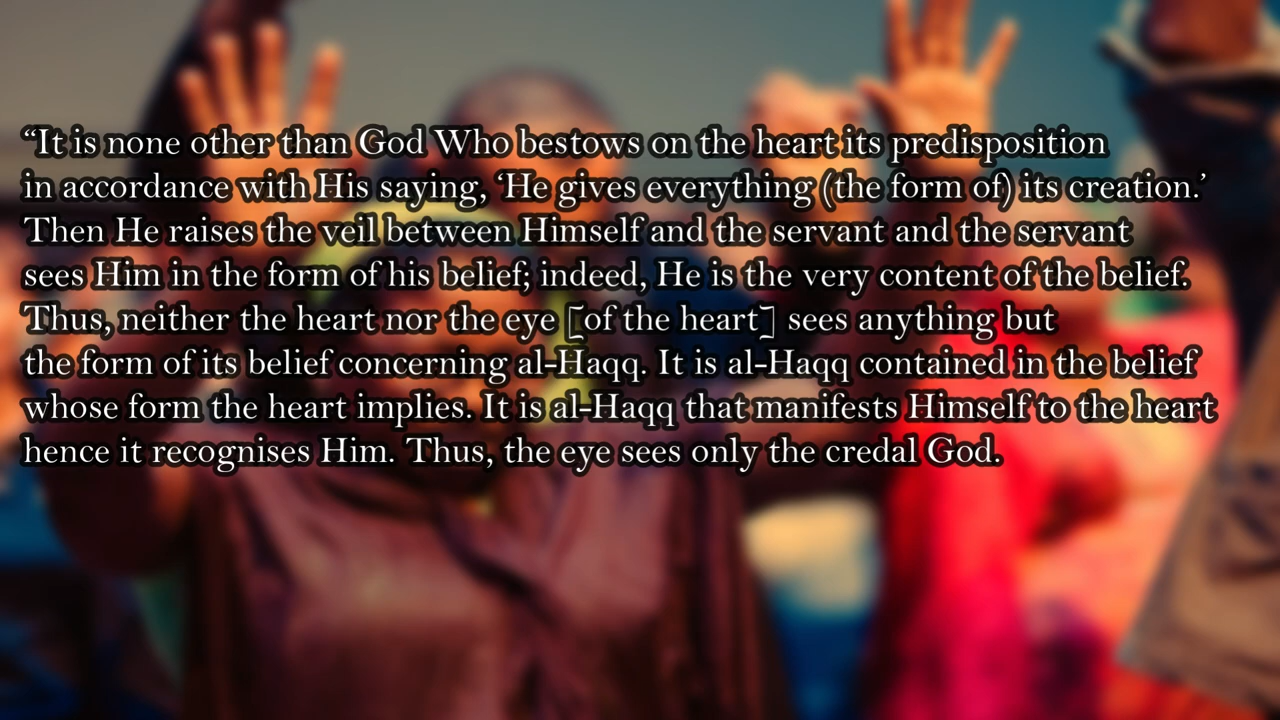 “It is none other than God Who bestows on the heart its predisposition
in accordance with His saying, ‘He gives everything (the form of) its creation.’
Then He raises the veil between Himself and the servant and the servant
sees Him in the form of his belief; indeed, He is the very content of the belief.
Thus, neither the heart nor the eye [of the heart] sees anything but
the form of its belief concerning al-Haqq. It is al-Haqq contained in the belief
whose form the heart implies. It is al-Haqq that manifests Himself to the heart
hence it recognises Him. Thus, the eye sees only the credal God.